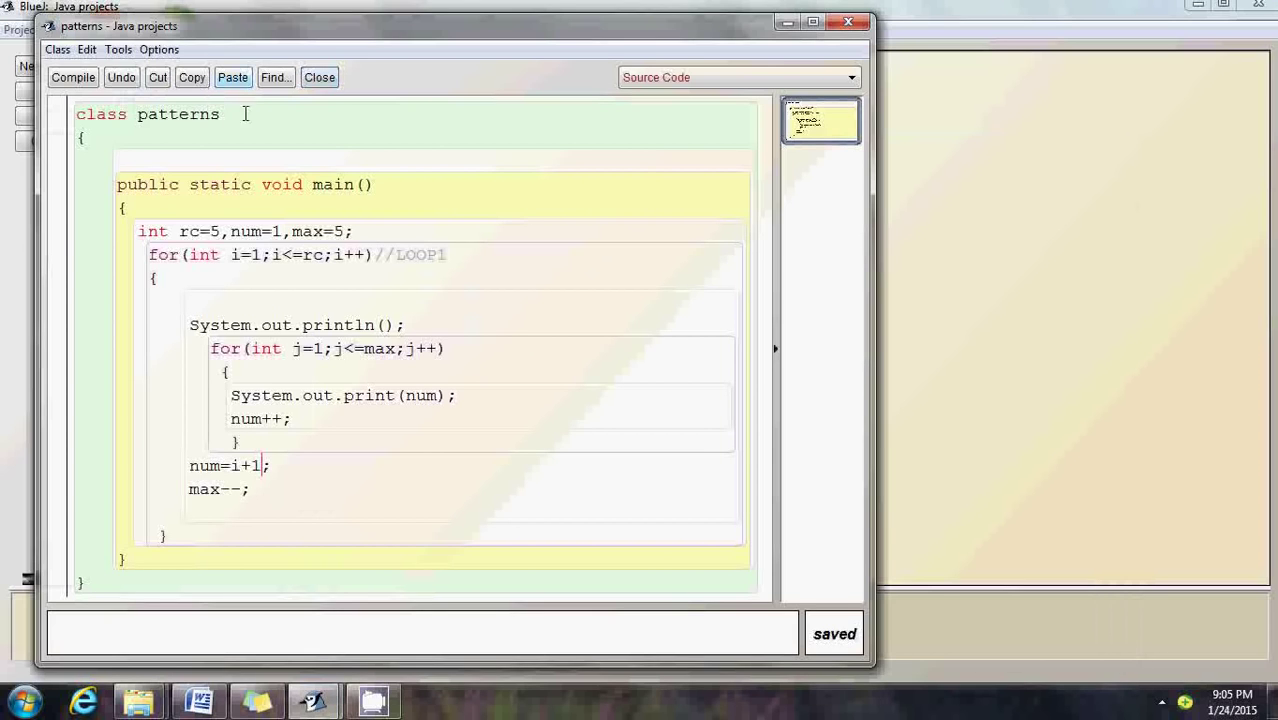 BlueJ: Java projects
Projec
patterns - Java projects
Class Edit Tools Options
Ne
Compile Undo Cut Copy Paste Find... Close
Source Code
class patterns
{
public static void main()
{
int rc=5,num=1,max=5;
for(int i=1;i<=rc;i++)//LOOP1
{
System.out.println();
for(int j=1;j<=max;j++)
{
System.out.print(num);
num++;
}
num=i+1;
max--;
}
}
}
saved
9:05 PM
1/24/2015